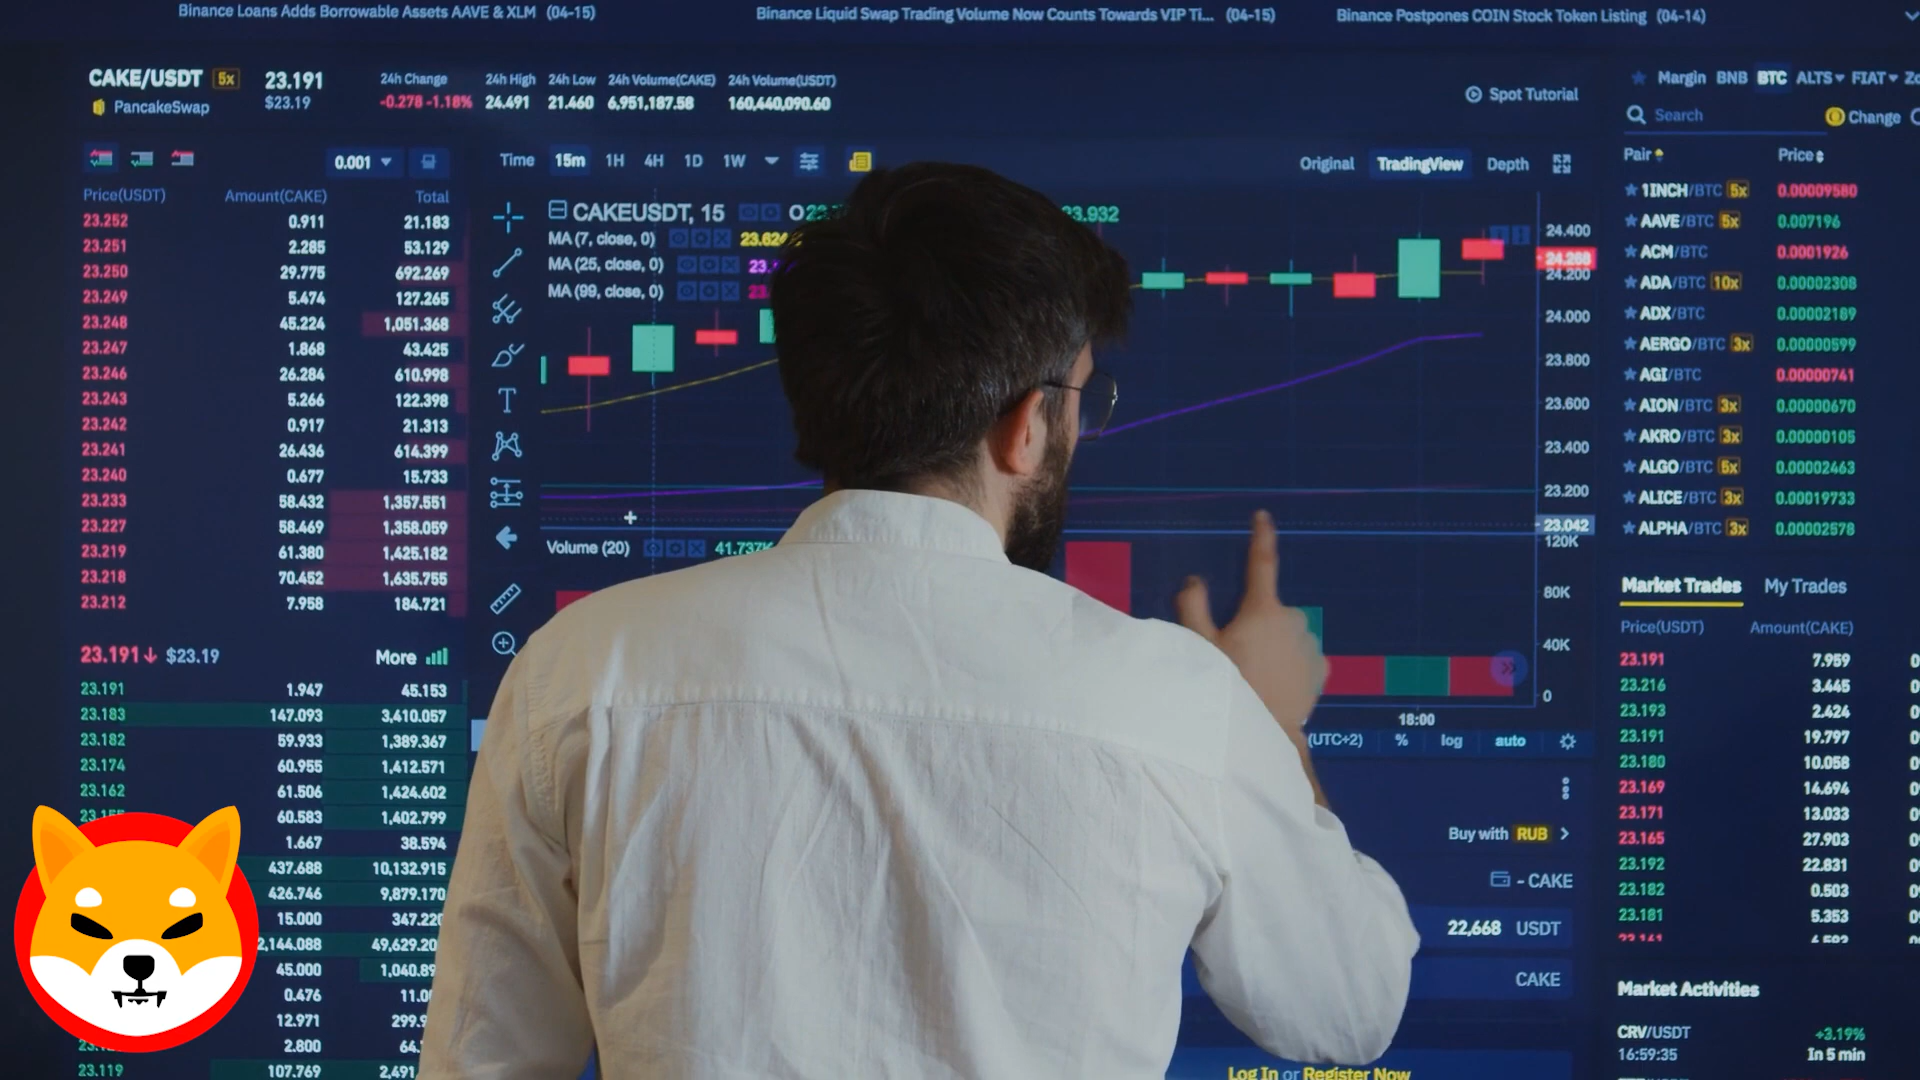 Binance Loans Adds Borrowable Assets AAVE & XLM (04-15)
Binance Liquid Swap Trading Volume Now Counts Towards VIP Ti... (04-15)
Binance Postpones COIN Stock Token Listing (04-14)
CAKE/USDT 5x
PancakeSwap
23.191
$23.19
24h Change
-0.278 -1.18%
24h High
24.491
24h Low
21.460
24h Volume(CAKE)
6,951,187.58
24h Volume(USDT)
160,440,090.60
Spot Tutorial
0.001
Price(USDT) Amount(CAKE) Total
23.252 0.911 21.183
23.251 2.285 53.129
23.250 29.775 692.269
23.249 5.474 127.265
23.248 45.224 1,051.368
23.247 1.868 43.425
23.246 26.284 610.998
23.243 5.266 122.398
23.242 0.917 21.313
23.241 26.436 614.399
23.240 0.677 15.733
23.233 58.432 1,357.551
23.227 58.469 1,358.059
23.219 61.380 1,425.182
23.218 70.452 1,635.755
23.212 7.958 184.721
23.191↓ $23.19 More
23.191 1.947 45.153
23.183 147.093 3,410.057
23.182 59.933 1,389.367
23.174 60.955 1,412.571
23.162 61.506 1,424.602
60.583 1,402.799
1.667 38.594
437.688 10,132.915
426.746 9,879.170
15.000
2,144.088
45.000
0.476
12.971
2.800
23.119 107.769
Time 15m 1H 4H 1D 1W
Original TradingView Depth
CAKEUSDT, 15
MA (7, close, 0)
MA (25, close, 0)
MA (99, close, 0)
Volume (20)
24.400
24.268
24.200
24.000
23.800
23.600
23.400
23.200
23.042
120K
80K
40K
0
18:00
(UTC+2) % log auto
Buy with RUB
- CAKE
22,668 USDT
CAKE
Log In or Register Now
Margin BNB BTC ALTS FIAT
Search Change
Pair Price
1INCH/BTC 5x 0.00009580
AAVE/BTC 5x 0.007196
ACM/BTC 0.0001926
ADA/BTC 10x 0.00002308
ADX/BTC 0.00002189
AERGO/BTC 3x 0.00000599
AGI/BTC 0.00000741
AION/BTC 3x 0.00000670
AKRO/BTC 3x 0.00000105
ALGO/BTC 5x 0.00002463
ALICE/BTC 3x 0.00019733
ALPHA/BTC 3x 0.00002578
Market Trades My Trades
Price(USDT) Amount(CAKE)
23.191 7.959
23.216 3.445
23.193 2.424
23.191 19.797
23.180 10.058
23.169 14.694
23.171 13.033
23.165 27.903
23.192 22.831
23.182 0.503
23.181 5.353
Market Activities
CRV/USDT +3.19%
16:59:35 In 5 min